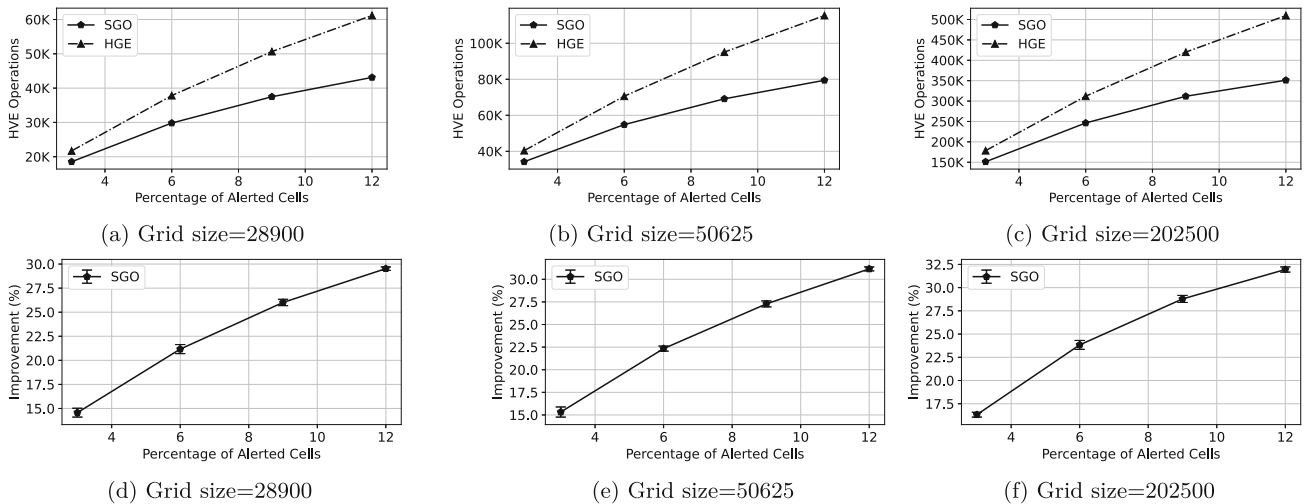 60K
50K
40K
30K
20K
HVE Operations
SGO
HGE
4 6 8 10 12
Percentage of Alerted Cells
(a) Grid size=28900
100K
80K
60K
40K
HVE Operations
SGO
HGE
4 6 8 10 12
Percentage of Alerted Cells
(b) Grid size=50625
500K
450K
400K
350K
300K
250K
200K
150K
HVE Operations
SGO
HGE
4 6 8 10 12
Percentage of Alerted Cells
(c) Grid size=202500
30.0
27.5
25.0
22.5
20.0
17.5
15.0
Improvement (%)
SGO
4 6 8 10 12
Percentage of Alerted Cells
(d) Grid size=28900
30.0
27.5
25.0
22.5
20.0
17.5
15.0
Improvement (%)
SGO
4 6 8 10 12
Percentage of Alerted Cells
(e) Grid size=50625
32.5
30.0
27.5
25.0
22.5
20.0
17.5
Improvement (%)
SGO
4 6 8 10 12
Percentage of Alerted Cells
(f) Grid size=202500